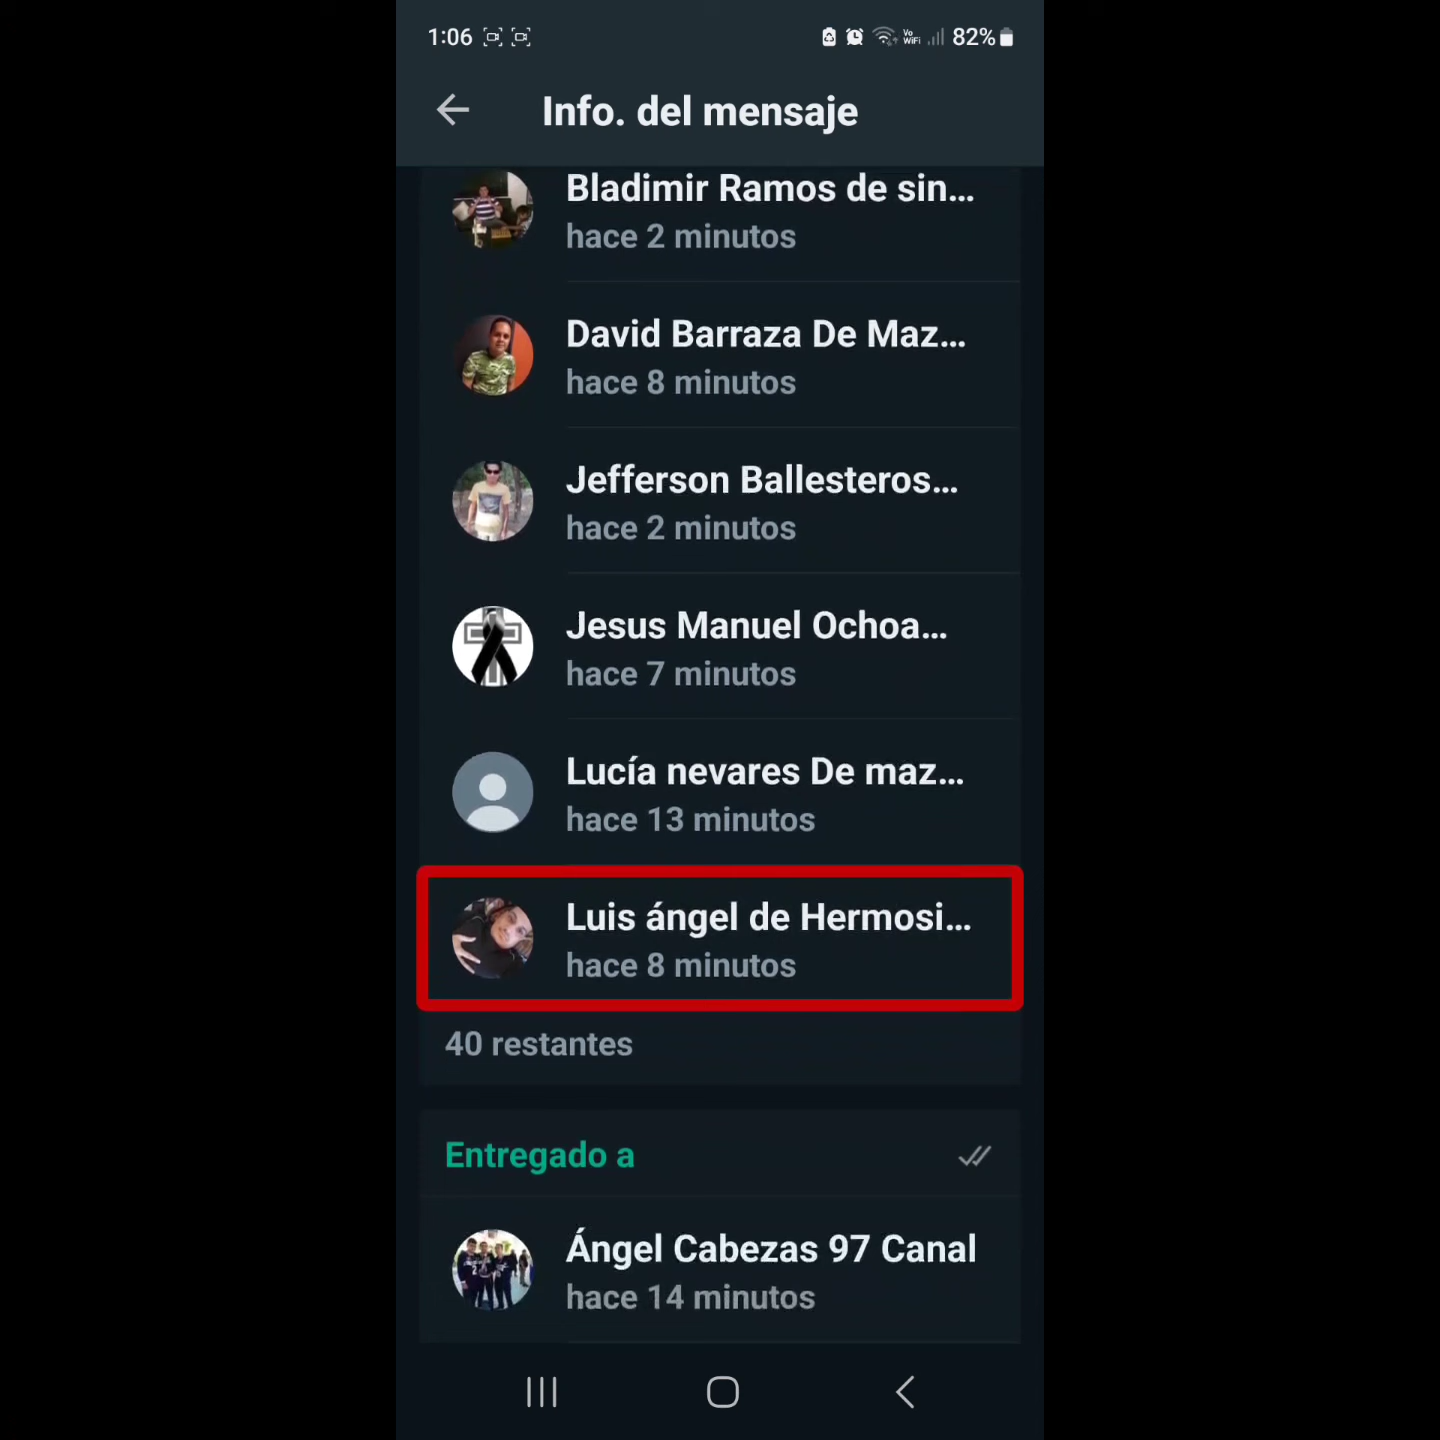 1:06 Vo WiFi 82%
Info. del mensaje
Bladimir Ramos de sin...
hace 2 minutos
David Barraza De Maz...
hace 8 minutos
Jefferson Ballesteros...
hace 2 minutos
Jesus Manuel Ochoa...
hace 7 minutos
Lucía nevares De maz...
hace 13 minutos
Luis ángel de Hermosi...
hace 8 minutos
40 restantes
Entregado a
Ángel Cabezas 97 Canal
hace 14 minutos